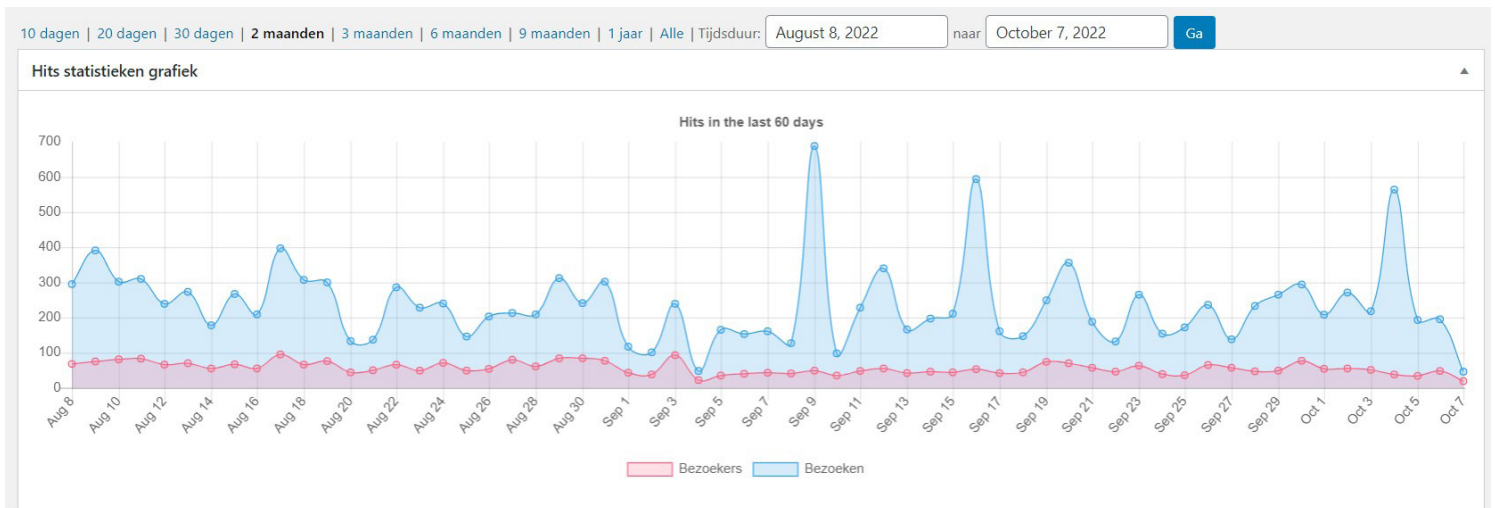 10 dagen | 20 dagen | 30 dagen | 2 maanden | 3 maanden | 6 maanden | 9 maanden | 1 jaar | Alle | Tijdsduur: August 8, 2022 naar October 7, 2022 Ga
Hits statistieken grafiek
Hits in the last 60 days
700
600
500
400
300
200
100
0
Aug 8 Aug 10 Aug 12 Aug 14 Aug 16 Aug 18 Aug 20 Aug 22 Aug 24 Aug 26 Aug 28 Aug 30 Sep 1 Sep 3 Sep 5 Sep 7 Sep 9 Sep 11 Sep 13 Sep 15 Sep 17 Sep 19 Sep 21 Sep 23 Sep 25 Sep 27 Sep 29 Oct 1 Oct 3 Oct 5 Oct 7
Bezoekers Bezoeken